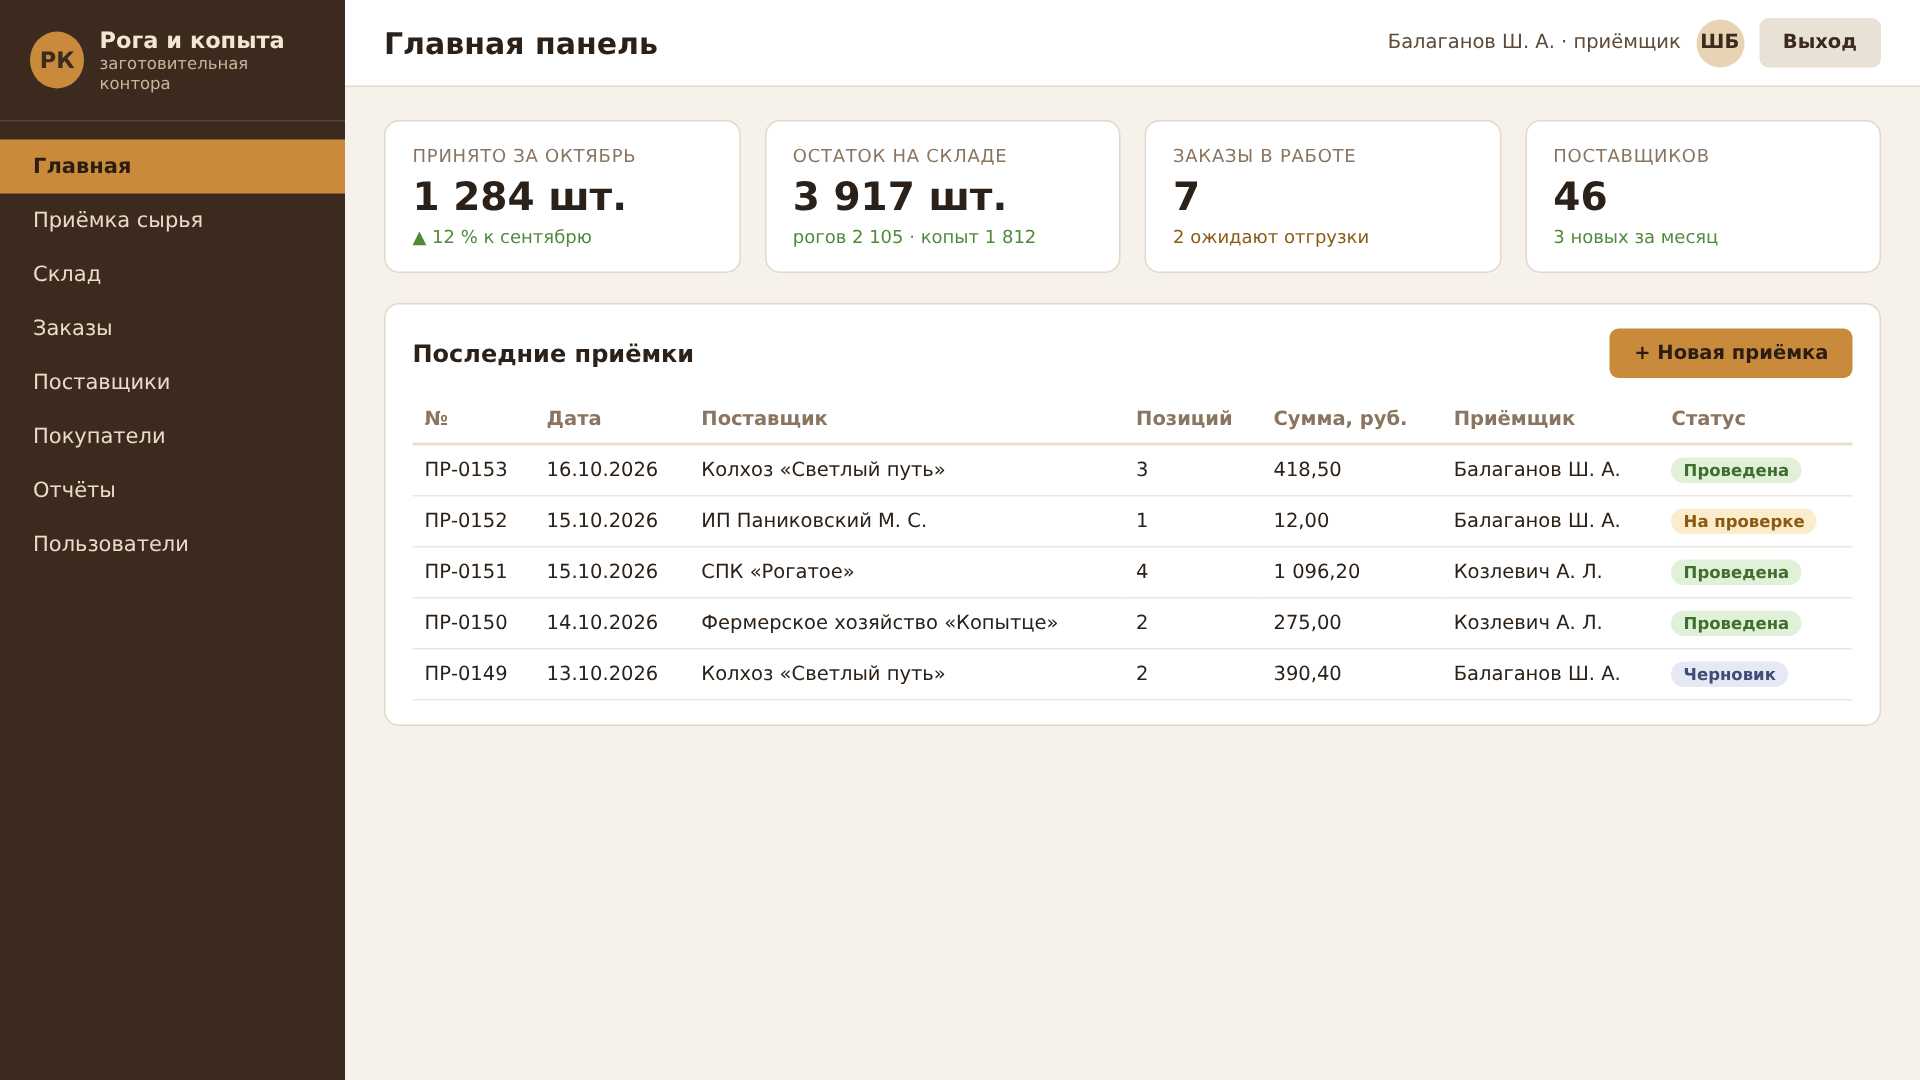 РК
Рога и копыта
заготовительная
контора
Главная
Приёмка сырья
Склад
Заказы
Поставщики
Покупатели
Отчёты
Пользователи
Главная панель
Балаганов Ш. А. · приёмщик ШБ Выход
ПРИНЯТО ЗА ОКТЯБРЬ
1 284 шт.
▲ 12 % к сентябрю
ОСТАТОК НА СКЛАДЕ
3 917 шт.
рогов 2 105 · копыт 1 812
ЗАКАЗЫ В РАБОТЕ
7
2 ожидают отгрузки
ПОСТАВЩИКОВ
46
3 новых за месяц
Последние приёмки
+ Новая приёмка
№ Дата Поставщик Позиций Сумма, руб. Приёмщик Статус
ПР-0153 16.10.2026 Колхоз «Светлый путь» 3 418,50 Балаганов Ш. А. Проведена
ПР-0152 15.10.2026 ИП Паниковский М. С. 1 12,00 Балаганов Ш. А. На проверке
ПР-0151 15.10.2026 СПК «Рогатое» 4 1 096,20 Козлевич А. Л. Проведена
ПР-0150 14.10.2026 Фермерское хозяйство «Копытце» 2 275,00 Козлевич А. Л. Проведена
ПР-0149 13.10.2026 Колхоз «Светлый путь» 2 390,40 Балаганов Ш. А. Черновик